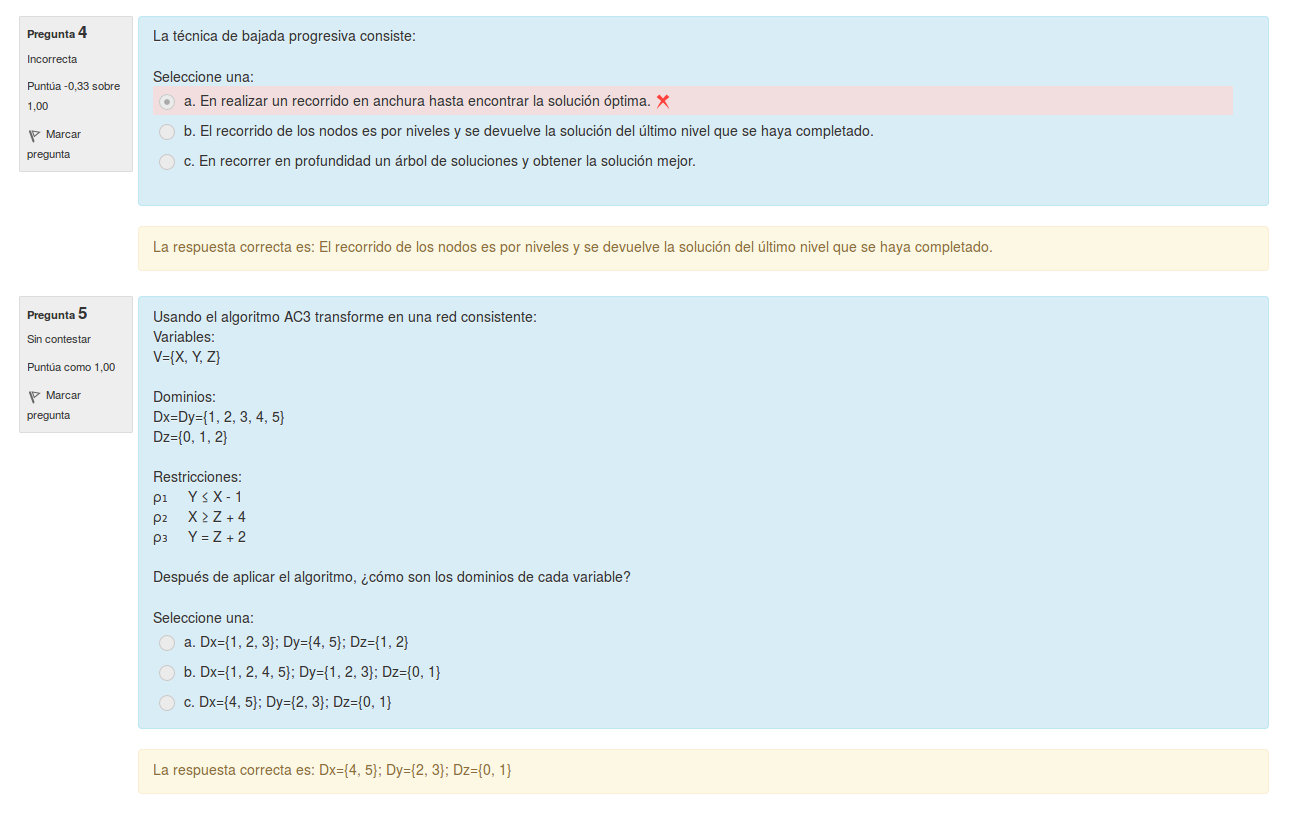 Pregunta 4
Incorrecta
Puntúa -0,33 sobre
1,00
Marcar
pregunta
La técnica de bajada progresiva consiste:
Seleccione una:
a. En realizar un recorrido en anchura hasta encontrar la solución óptima.
b. El recorrido de los nodos es por niveles y se devuelve la solución del último nivel que se haya completado.
c. En recorrer en profundidad un árbol de soluciones y obtener la solución mejor.
La respuesta correcta es: El recorrido de los nodos es por niveles y se devuelve la solución del último nivel que se haya completado.
Pregunta 5
Sin contestar
Puntúa como 1,00
Marcar
pregunta
Usando el algoritmo AC3 transforme en una red consistente:
Variables:
V={X, Y, Z}
Dominios:
Dx=Dy={1, 2, 3, 4, 5}
Dz={0, 1, 2}
Restricciones:
ρ₁ Y ≤ X - 1
ρ₂ X ≥ Z + 4
ρ₃ Y = Z + 2
Después de aplicar el algoritmo, ¿cómo son los dominios de cada variable?
Seleccione una:
a. Dx={1, 2, 3}; Dy={4, 5}; Dz={1, 2}
b. Dx={1, 2, 4, 5}; Dy={1, 2, 3}; Dz={0, 1}
c. Dx={4, 5}; Dy={2, 3}; Dz={0, 1}
La respuesta correcta es: Dx={4, 5}; Dy={2, 3}; Dz={0, 1}